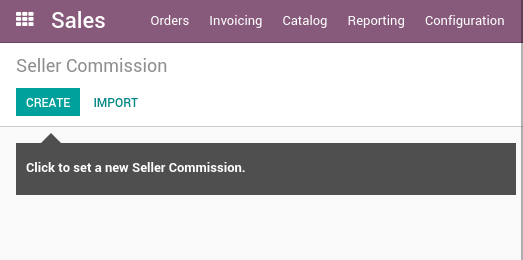 Sales Orders Invoicing Catalog Reporting Configuration
Seller Commission
CREATE IMPORT
Click to set a new Seller Commission.